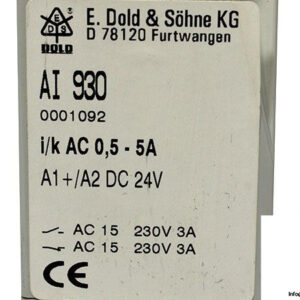 E. Dold & Söhne KG
D 78120 Furtwangen
E D S
DOLD
AI 930
0001092
i/k AC 0,5 - 5A
A1+/A2 DC 24V
AC 15 230V 3A
AC 15 230V 3A
CE